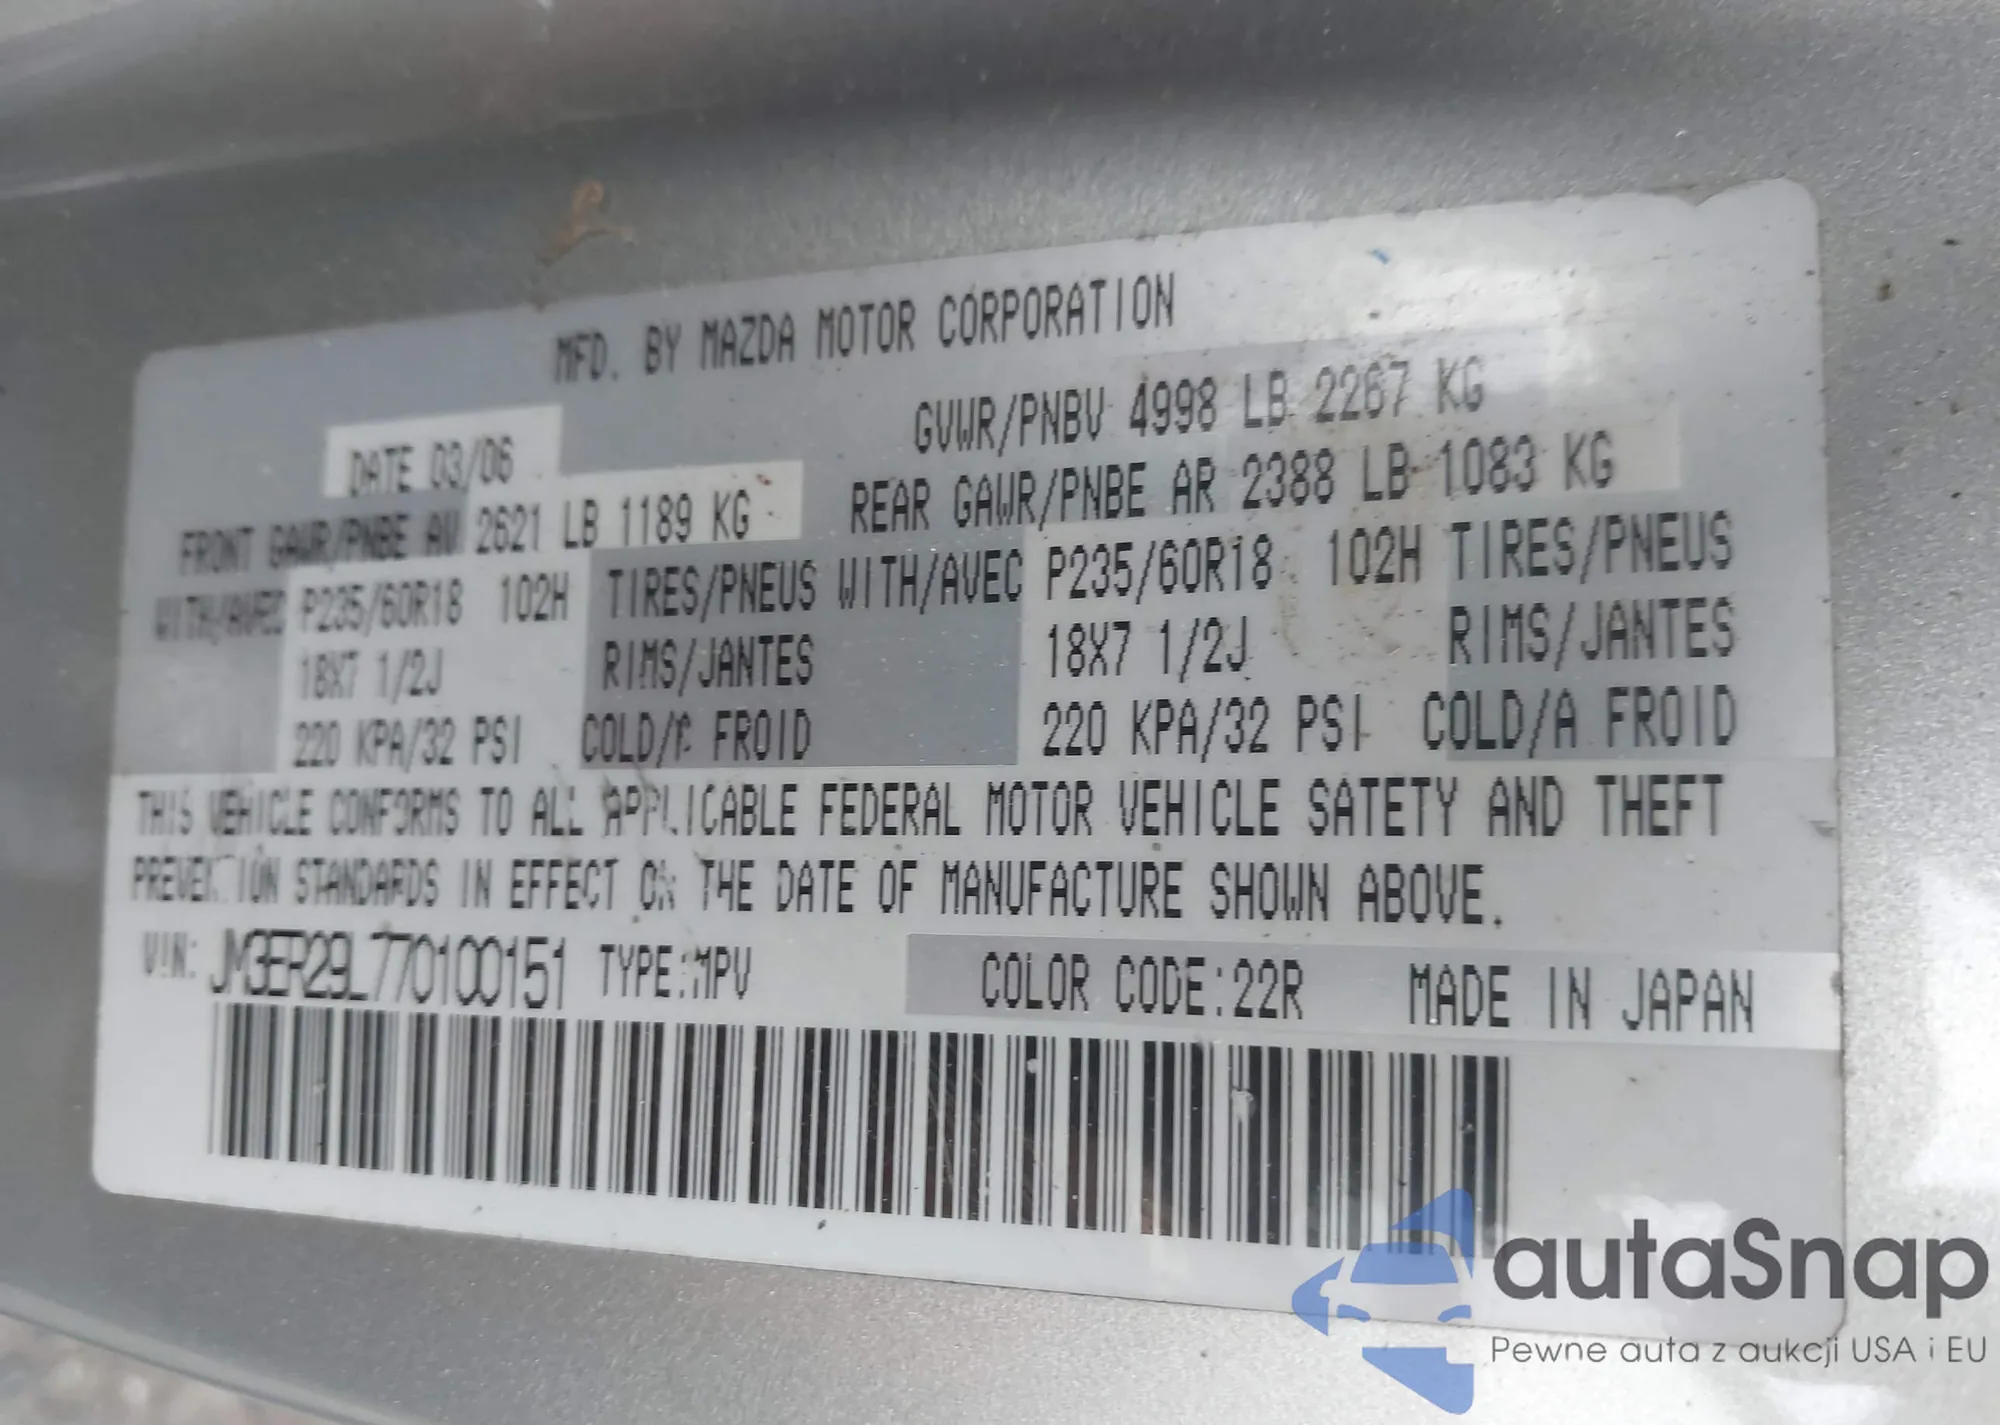 MFD. BY MAZDA MOTOR CORPORATION
DATE 03/06 GVWR/PNBV 4998 LB 2267 KG
FRONT GAWR/PNBE AV 2621 LB 1189 KG REAR GAWR/PNBE AR 2388 LB 1083 KG
WITH/AVEC P235/60R18 102H TIRES/PNEUS WITH/AVEC P235/60R18 102H TIRES/PNEUS
18X7 1/2J RIMS/JANTES 18X7 1/2J RIMS/JANTES
220 KPA/32 PSI COLD/A FROID 220 KPA/32 PSI COLD/A FROID
THIS VEHICLE CONFORMS TO ALL APPLICABLE FEDERAL MOTOR VEHICLE SAFETY AND THEFT
PREVENTION STANDARDS IN EFFECT ON THE DATE OF MANUFACTURE SHOWN ABOVE.
VIN: JM3ER29L770100151 TYPE:MPV COLOR CODE:22R MADE IN JAPAN
autaSnap
Pewne auta z aukcji USA i EU